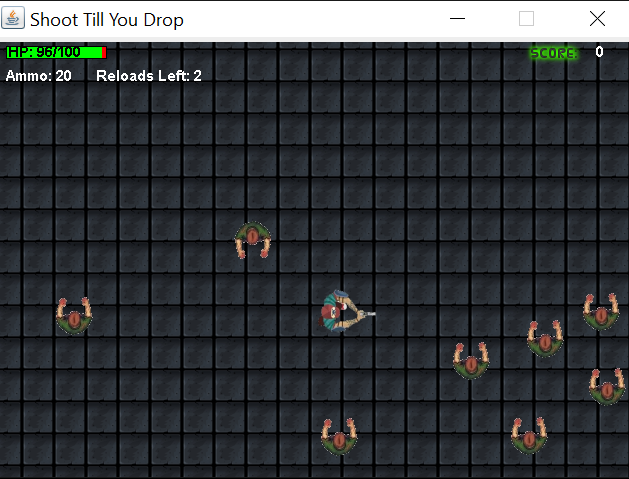 Shoot Till You Drop
HP: 96/100
SCORE: 0
Ammo: 20 Reloads Left: 2